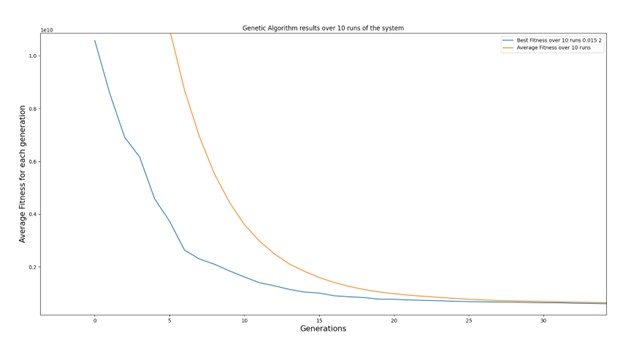 Genetic Algorithm results over 10 runs of the system
1e10
Best Fitness over 10 runs 0.015 2
Average Fitness over 10 runs
1.0
0.8
0.6
0.4
0.2
Average Fitness for each generation
0 5 10 15 20 25 30
Generations